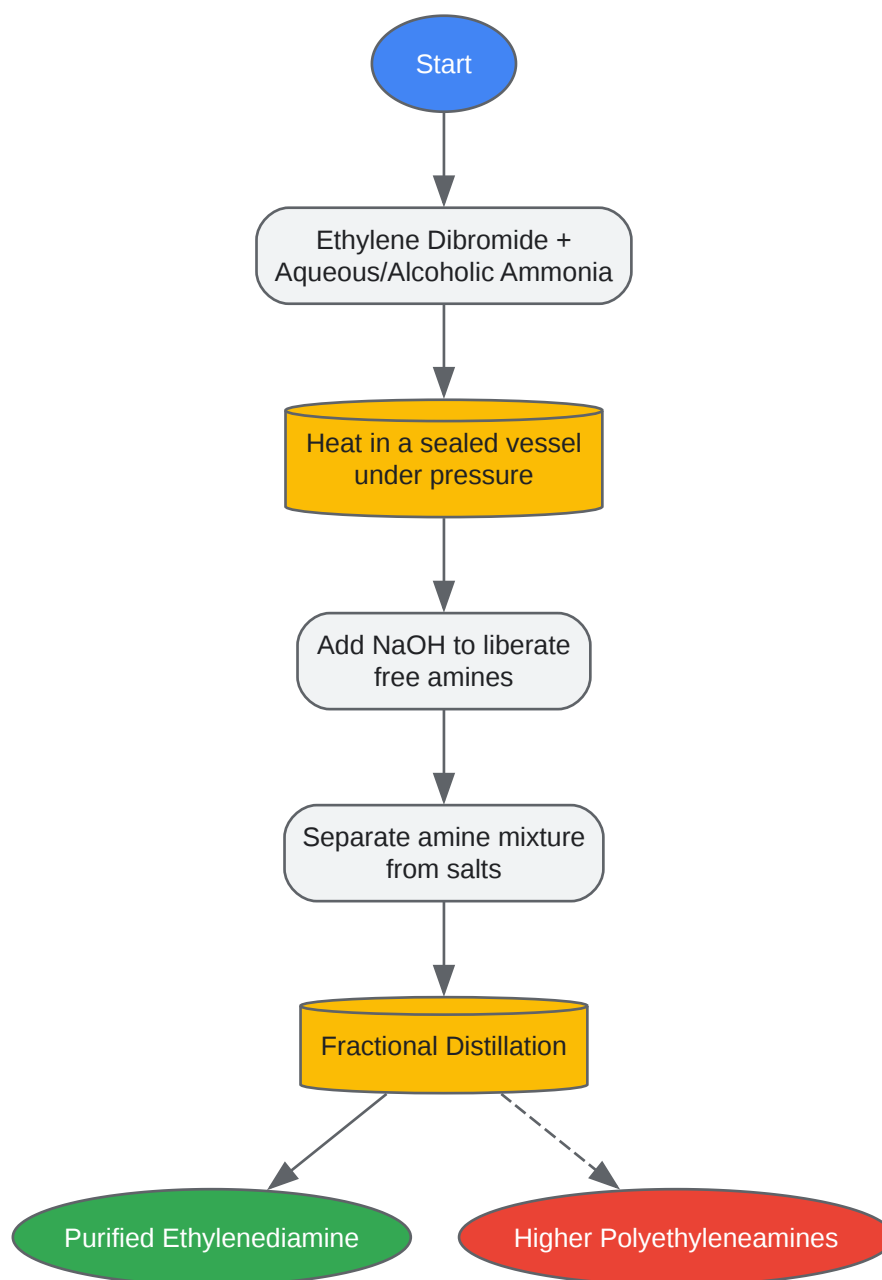 Start
Ethylene Dibromide +
Aqueous/Alcoholic Ammonia
Heat in a sealed vessel
under pressure
Add NaOH to liberate
free amines
Separate amine mixture
from salts
Fractional Distillation
Purified Ethylenediamine
Higher Polyethyleneamines